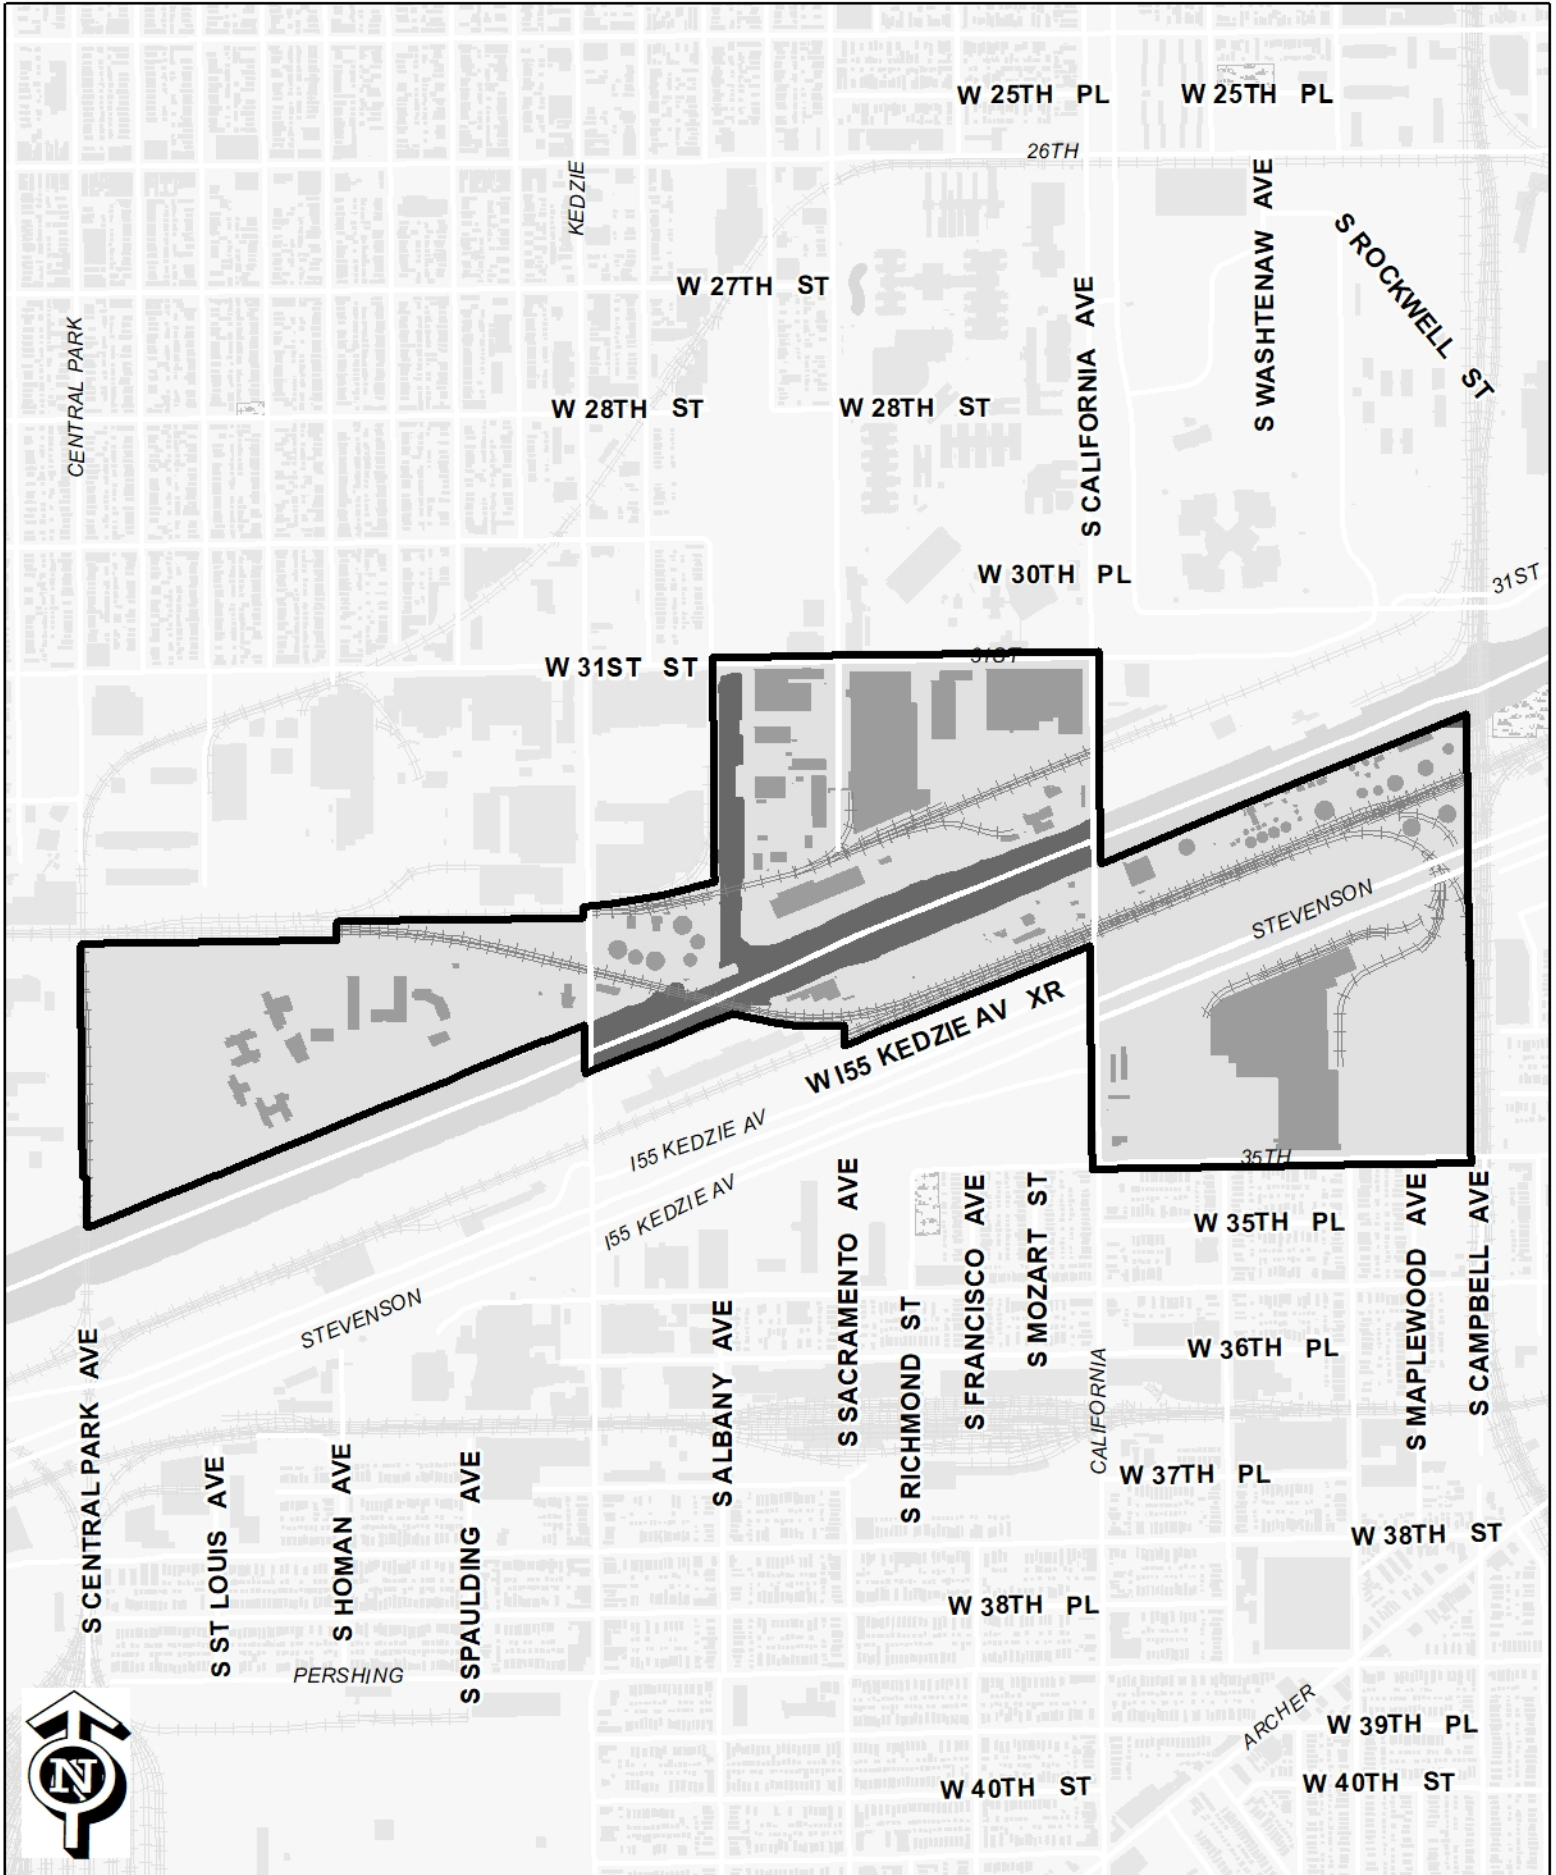 W 25TH PL
W 25TH PL
26TH
KEDZIE
S WASHTENAW AVE
S ROCKWELL ST
W 27TH ST
S CALIFORNIA AVE
CENTRAL PARK
W 28TH ST
W 28TH ST
W 30TH PL
31ST
W 31ST ST
31ST
STEVENSON
W I55 KEDZIE AV XR
I55 KEDZIE AV
I55 KEDZIE AV
35TH
S SACRAMENTO AVE
S FRANCISCO AVE
S MOZART ST
W 35TH PL
S MAPLEWOOD AVE
S CAMPBELL AVE
STEVENSON
S ALBANY AVE
S RICHMOND ST
W 36TH PL
CALIFORNIA
S CENTRAL PARK AVE
S ST LOUIS AVE
S HOMAN AVE
S SPAULDING AVE
W 37TH PL
W 38TH ST
W 38TH PL
PERSHING
ARCHER
W 39TH PL
W 40TH ST
W 40TH ST
N